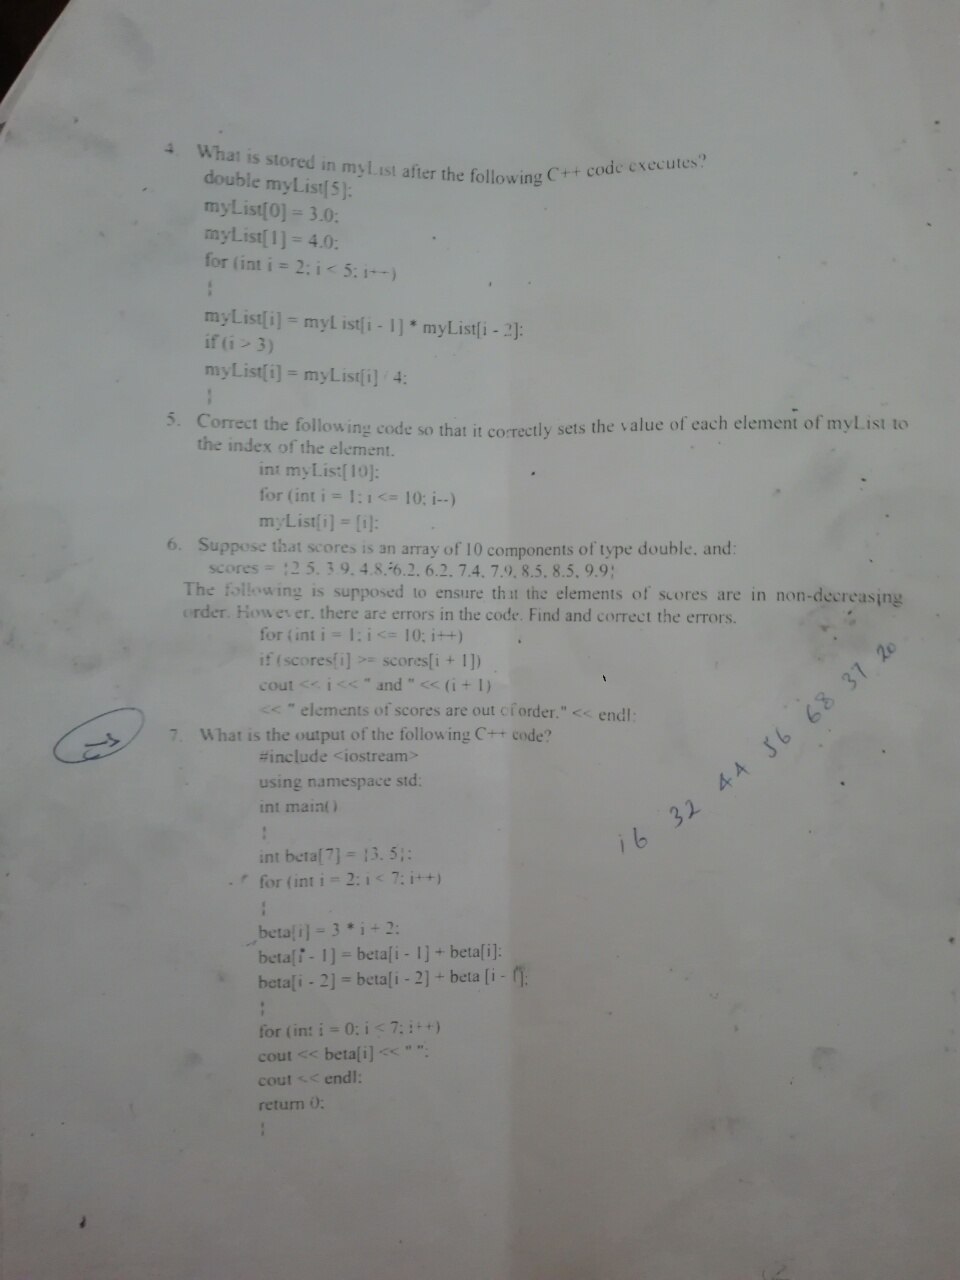 4. What is stored in myList after the following C++ code executes?
double myList[5];
myList[0] = 3.0;
myList[1] = 4.0;
for (int i = 2; i < 5; i++)
{
myList[i] = myList[i - 1] * myList[i - 2];
if (i > 3)
myList[i] = myList[i] / 4;
}
5. Correct the following code so that it correctly sets the value of each element of myList to
the index of the element.
int myList[10];
for (int i = 1; i <= 10; i--)
myList[i] = [i];
6. Suppose that scores is an array of 10 components of type double, and:
scores = {2.5, 3.9, 4.8, 6.2, 6.2, 7.4, 7.9, 8.5, 8.5, 9.9}
The following is supposed to ensure that the elements of scores are in non-decreasing
order. However, there are errors in the code. Find and correct the errors.
for (int i = 1; i <= 10; i++)
if (scores[i] >= scores[i + 1])
cout << i << " and " << (i + 1)
<< " elements of scores are out of order." << endl;
7. What is the output of the following C++ code?
#include <iostream>
using namespace std;
int main()
{
int beta[7] = {3, 5};
for (int i = 2; i < 7; i++)
{
beta[i] = 3 * i + 2;
beta[i - 1] = beta[i - 1] + beta[i];
beta[i - 2] = beta[i - 2] + beta [i - 1];
}
for (int i = 0; i < 7; i++)
cout << beta[i] << " ";
cout << endl;
return 0;
}
16 32 44 56 68 37 20